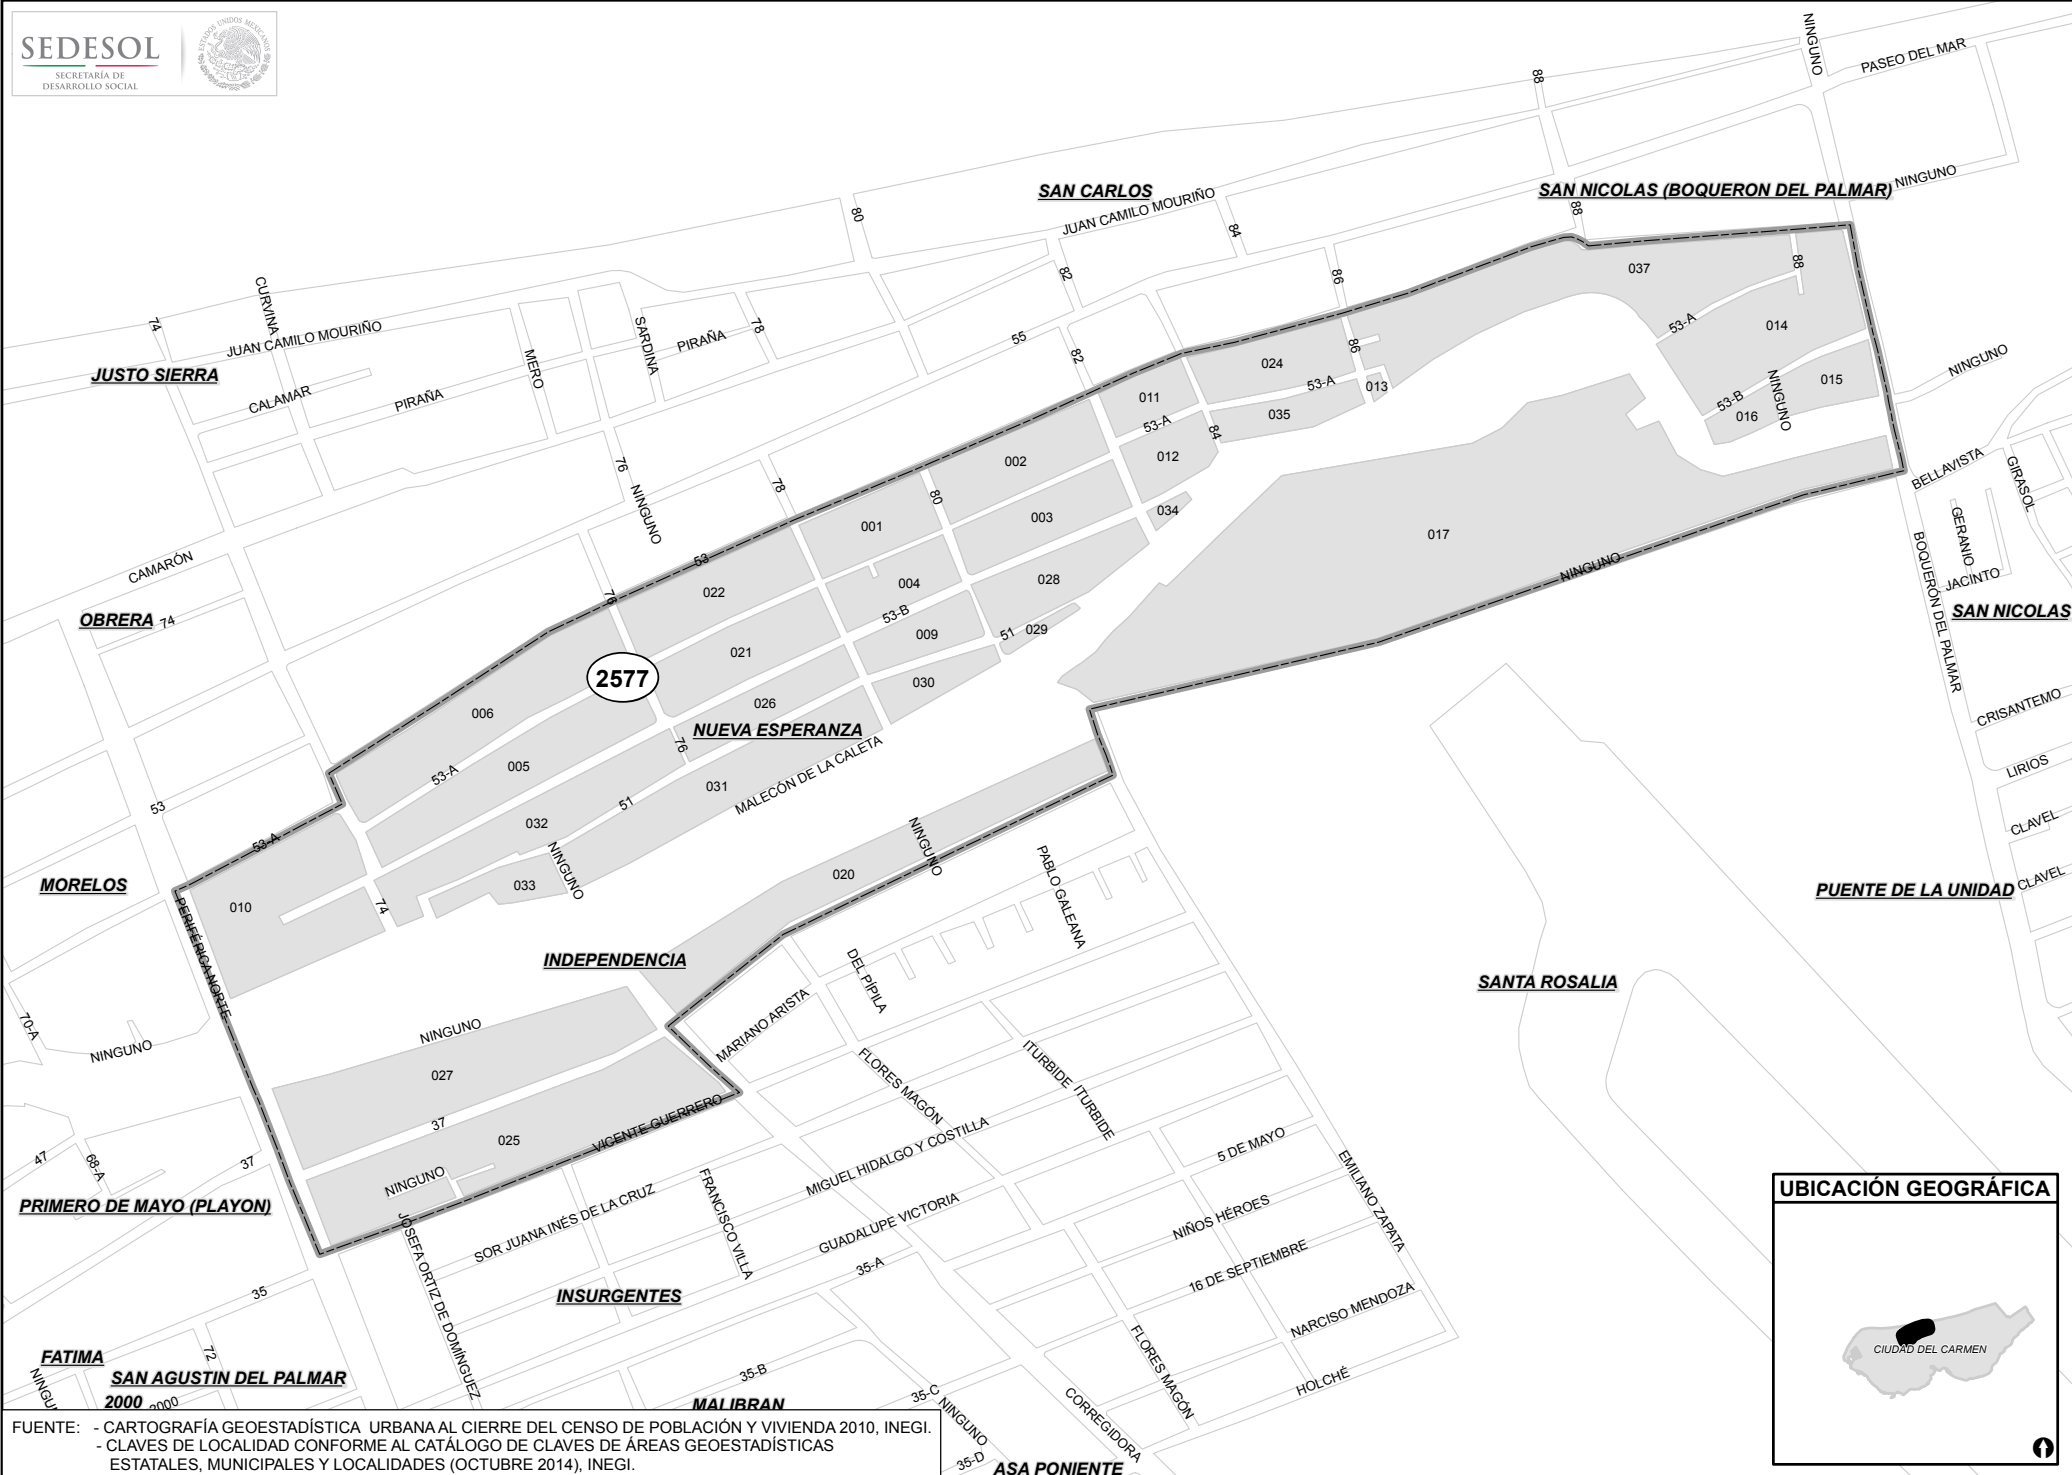 SEDESOL
SECRETARÍA DE
DESARROLLO SOCIAL
ESTADOS UNIDOS MEXICANOS
NINGUNO
PASEO DEL MAR
88
NINGUNO
SAN CARLOS
SAN NICOLAS (BOQUERON DEL PALMAR)
JUAN CAMILO MOURIÑO
80
84
88
82
86
037
88
CURVINA
74
JUAN CAMILO MOURIÑO
SARDINA
PIRAÑA
78
MERO
JUSTO SIERRA
CALAMAR
PIRAÑA
55
82
024
86
53-A
014
53-A
013
015
NINGUNO
NINGUNO
011
035
53-B
016
53-A
84
002
012
76
NINGUNO
78
80
001
003
034
017
BELLAVISTA
GIRASOL
GERANIO
JACINTO
BOQUERÓN DEL PALMAR
SAN NICOLAS
CAMARÓN
53
022
004
028
NINGUNO
76
OBRERA
74
53-B
009
51
029
021
2577
030
006
026
NUEVA ESPERANZA
76
MALECÓN DE LA CALETA
CRISANTEMO
LIRIOS
CLAVEL
CLAVEL
53-A
005
031
53
51
032
53-A
NINGUNO
NINGUNO
020
PABLO GALEANA
MORELOS
033
010
74
PERIFÉRICA NORTE
PUENTE DE LA UNIDAD
INDEPENDENCIA
DEL PIPILA
SANTA ROSALIA
MARIANO ARISTA
70-A
NINGUNO
NINGUNO
027
FLORES MAGÓN
ITURBIDE
ITURBIDE
37
025
VICENTE GUERRERO
47
68-A
37
NINGUNO
MIGUEL HIDALGO Y COSTILLA
5 DE MAYO
EMILIANO ZAPATA
PRIMERO DE MAYO (PLAYON)
JOSEFA ORTIZ DE DOMÍNGUEZ
SOR JUANA INÉS DE LA CRUZ
FRANCISCO VILLA
GUADALUPE VICTORIA
NIÑOS HÉROES
16 DE SEPTIEMBRE
35
INSURGENTES
35-A
NARCISO MENDOZA
FATIMA
72
SAN AGUSTIN DEL PALMAR
2000
2000
NINGU
35-B
MALIBRAN
35-C
NINGUNO
35-D
FLORES MAGÓN
CORREGIDORA
HOLCHÉ
ASA PONIENTE
UBICACIÓN GEOGRÁFICA
CIUDAD DEL CARMEN
FUENTE: - CARTOGRAFÍA GEOESTADÍSTICA URBANA AL CIERRE DEL CENSO DE POBLACIÓN Y VIVIENDA 2010, INEGI.
- CLAVES DE LOCALIDAD CONFORME AL CATÁLOGO DE CLAVES DE ÁREAS GEOESTADÍSTICAS
ESTATALES, MUNICIPALES Y LOCALIDADES (OCTUBRE 2014), INEGI.